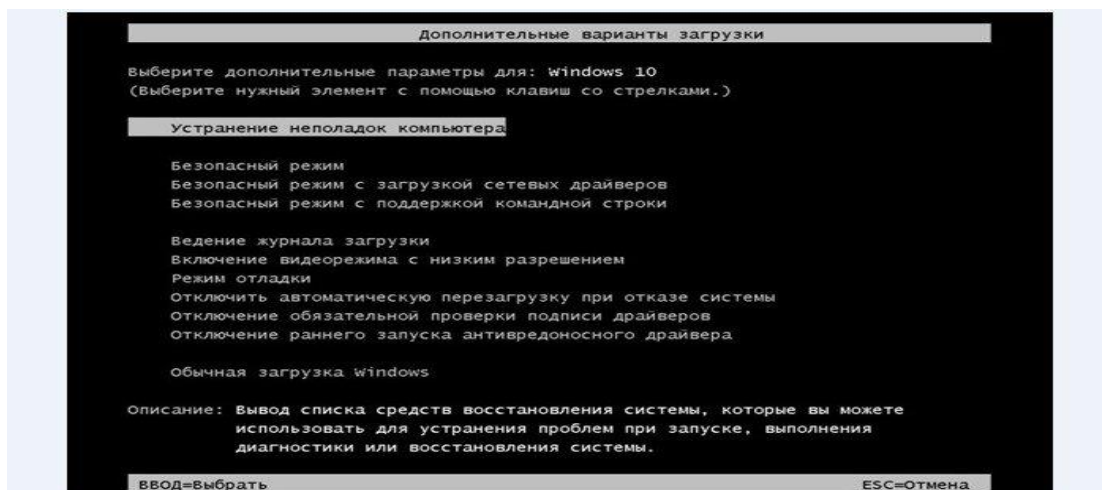 Дополнительные варианты загрузки
Выберите дополнительные параметры для: Windows 10
(Выберите нужный элемент с помощью клавиш со стрелками.)
Устранение неполадок компьютера
Безопасный режим
Безопасный режим с загрузкой сетевых драйверов
Безопасный режим с поддержкой командной строки
Ведение журнала загрузки
Включение видеорежима с низким разрешением
Режим отладки
Отключить автоматическую перезагрузку при отказе системы
Отключение обязательной проверки подписи драйверов
Отключение раннего запуска антивредоносного драйвера
Обычная загрузка Windows
Описание: Вывод списка средств восстановления системы, которые вы можете
использовать для устранения проблем при запуске, выполнения
диагностики или восстановления системы.
ВВОД=Выбрать ESC=Отмена